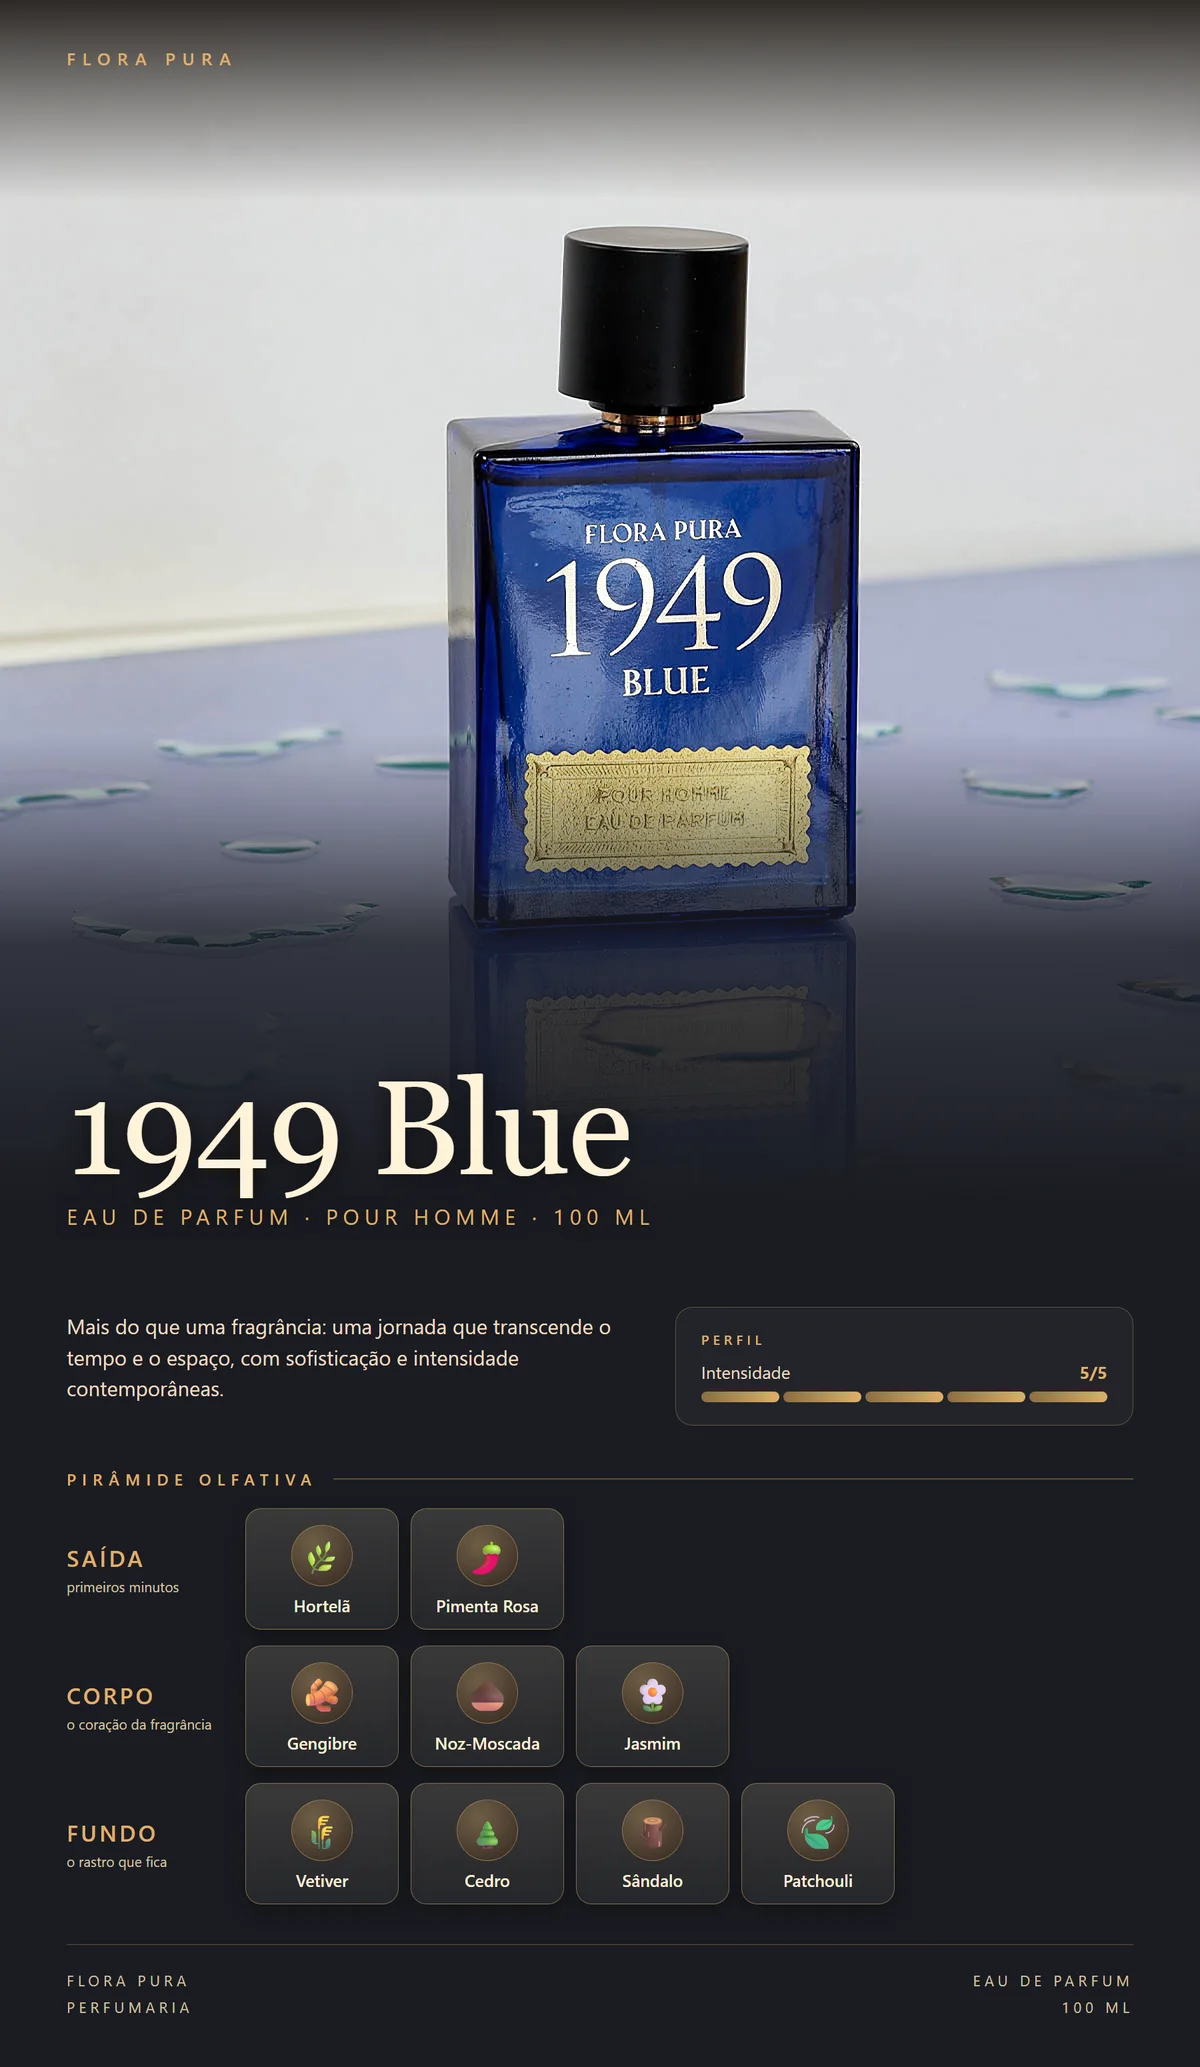 FLORA PURA
FLORA PURA
1949
BLUE
POUR HOMME
EAU DE PARFUM
1949 Blue
EAU DE PARFUM · POUR HOMME · 100 ML
Mais do que uma fragrância: uma jornada que transcende o
tempo e o espaço, com sofisticação e intensidade
contemporâneas.
PERFIL
Intensidade 5/5
PIRÂMIDE OLFATIVA
SAÍDA
primeiros minutos
Hortelã
Pimenta Rosa
CORPO
o coração da fragrância
Gengibre
Noz-Moscada
Jasmim
FUNDO
o rastro que fica
Vetiver
Cedro
Sândalo
Patchouli
FLORA PURA
PERFUMARIA
EAU DE PARFUM
100 ML